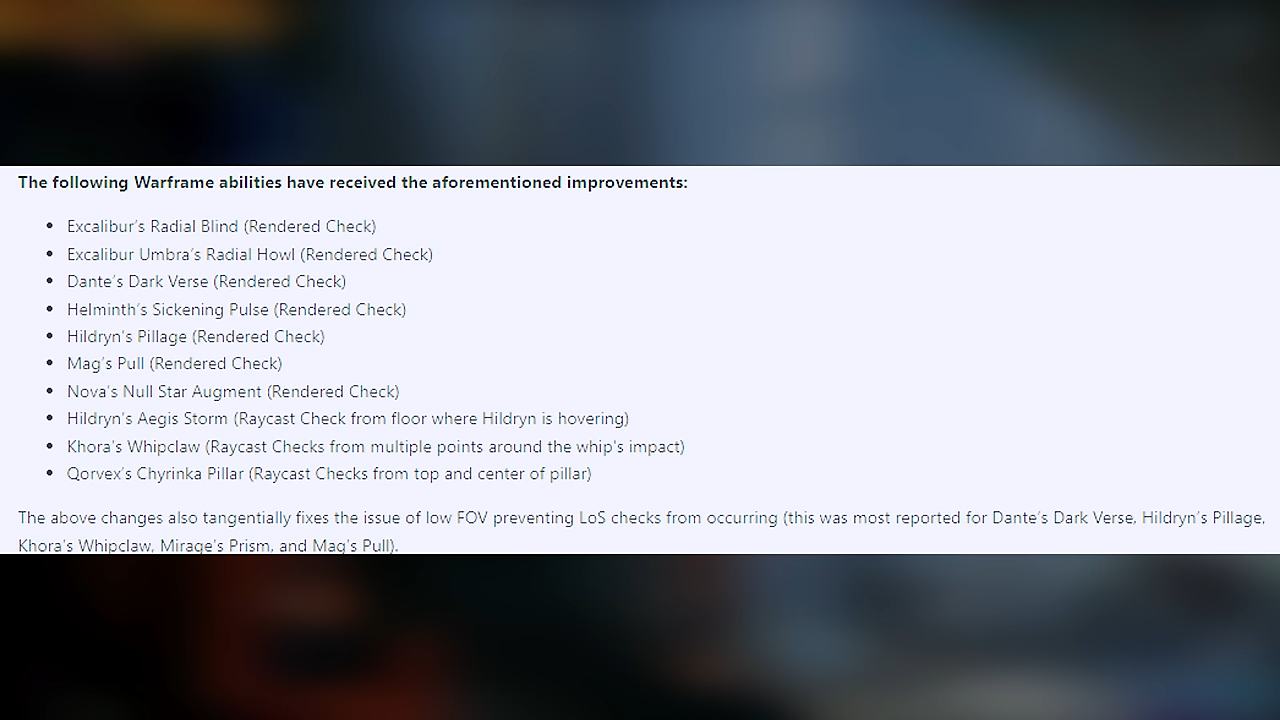 The following Warframe abilities have received the aforementioned improvements:
• Excalibur's Radial Blind (Rendered Check)
• Excalibur Umbra's Radial Howl (Rendered Check)
• Dante's Dark Verse (Rendered Check)
• Helminth's Sickening Pulse (Rendered Check)
• Hildryn's Pillage (Rendered Check)
• Mag's Pull (Rendered Check)
• Nova's Null Star Augment (Rendered Check)
• Hildryn's Aegis Storm (Raycast Check from floor where Hildryn is hovering)
• Khora's Whipclaw (Raycast Checks from multiple points around the whip's impact)
• Qorvex's Chyrinka Pillar (Raycast Checks from top and center of pillar)
The above changes also tangentially fixes the issue of low FOV preventing LoS checks from occurring (this was most reported for Dante's Dark Verse, Hildryn's Pillage,
Khora's Whipclaw, Mirage's Prism, and Mag's Pull).